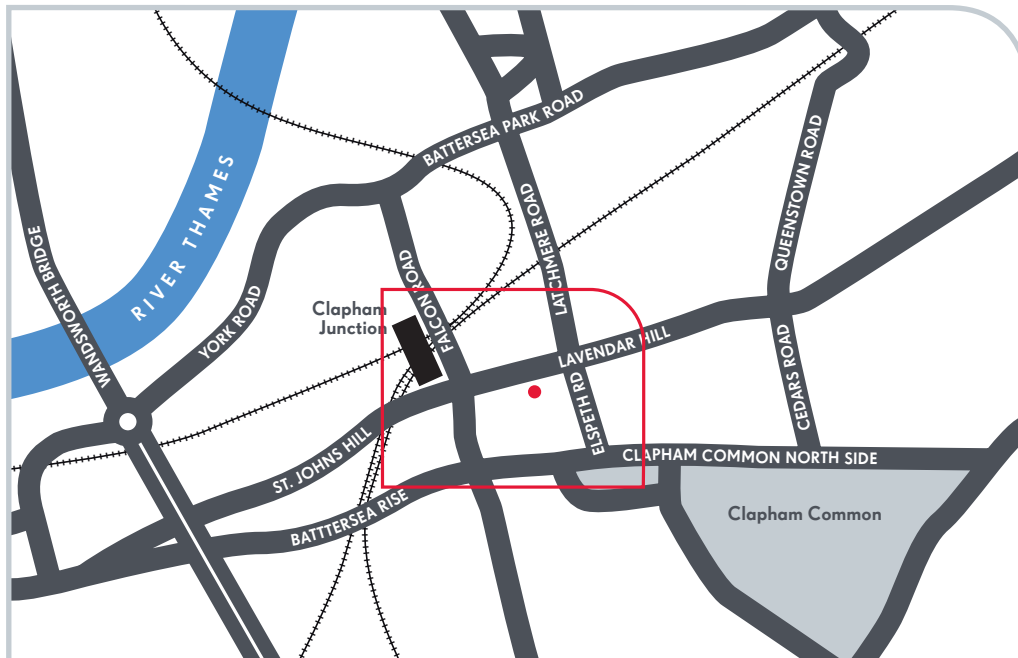 BATTERSEA PARK ROAD
QUEENSTOWN ROAD
RIVER THAMES
WANDSWORTH BRIDGE
LATCHMERE ROAD
YORK ROAD
FALCON ROAD
Clapham
Junction
LAVENDAR HILL
CEDARS ROAD
ELSPETH RD
ST. JOHNS HILL
CLAPHAM COMMON NORTH SIDE
BATTTERSEA RISE
Clapham Common